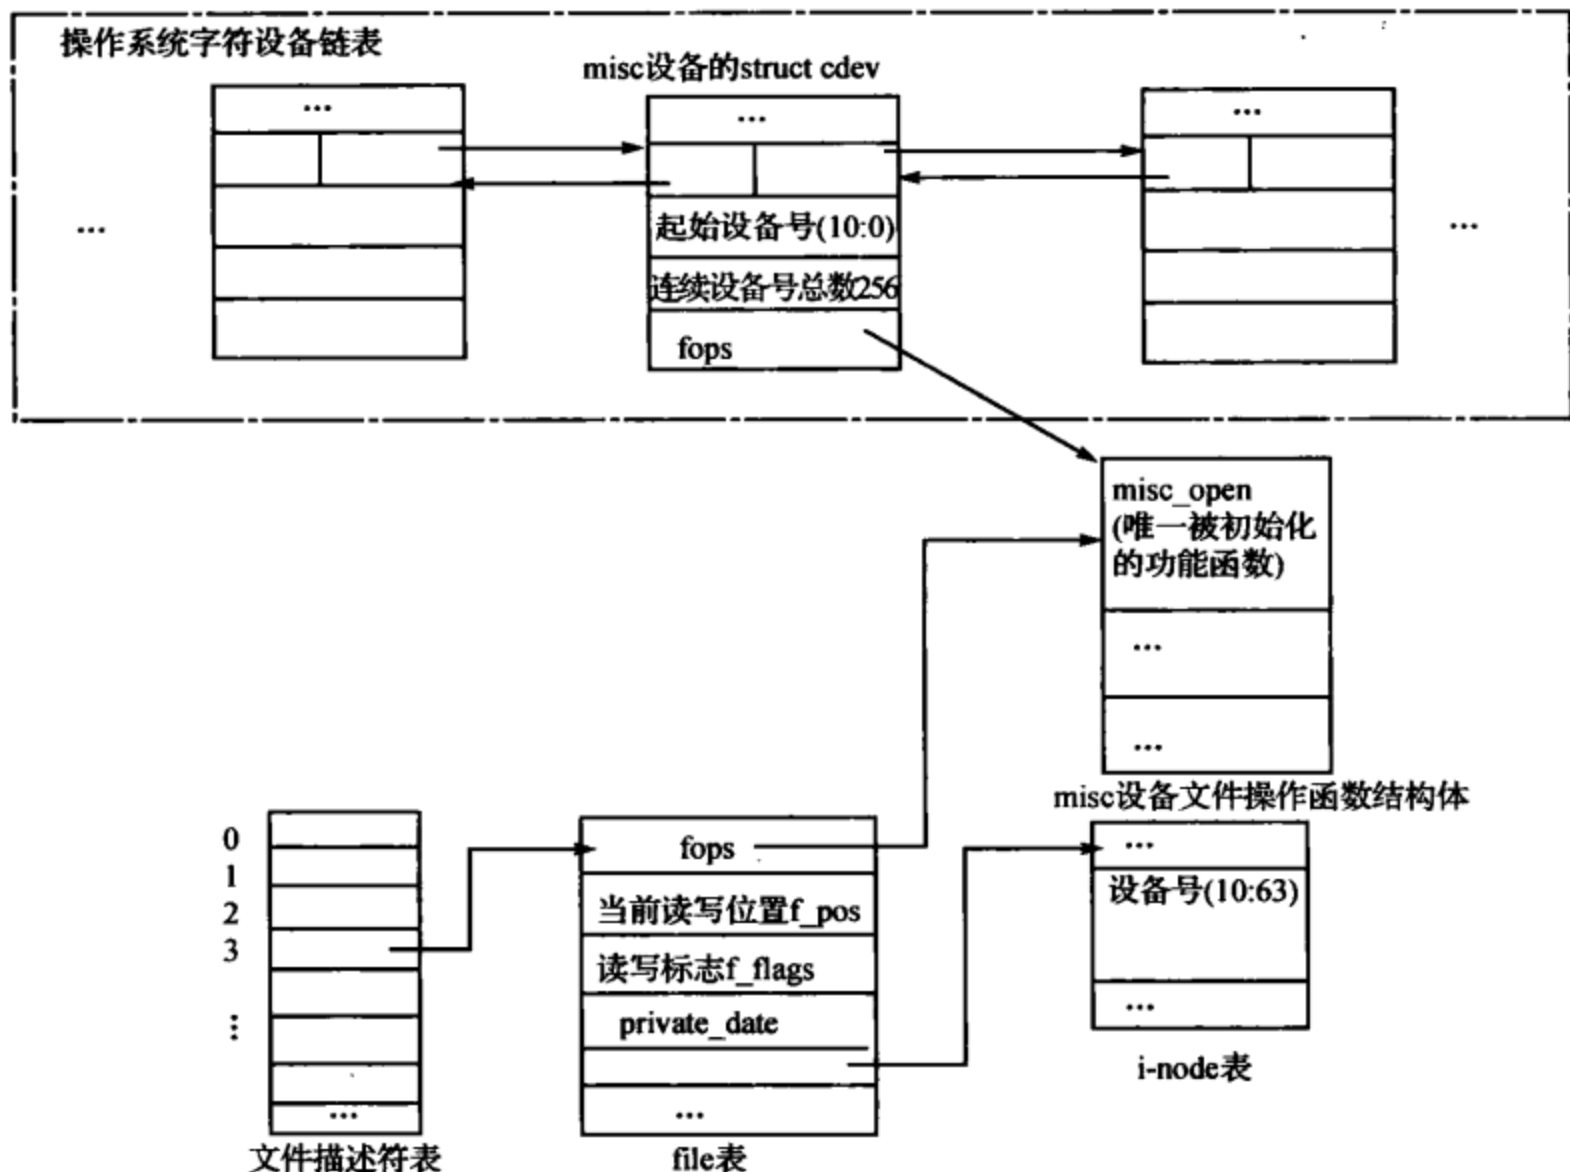 操作系统字符设备链表
misc设备的struct cdev
...
...
...
起始设备号(10:0)
...
...
连续设备号总数256
fops
misc_open
(唯一被初始化
的功能函数)
...
...
misc设备文件操作函数结构体
0
1
2
3
...
...
文件描述符表
fops
当前读写位置f_pos
读写标志f_flags
private_date
...
file表
...
设备号(10:63)
...
i-node表